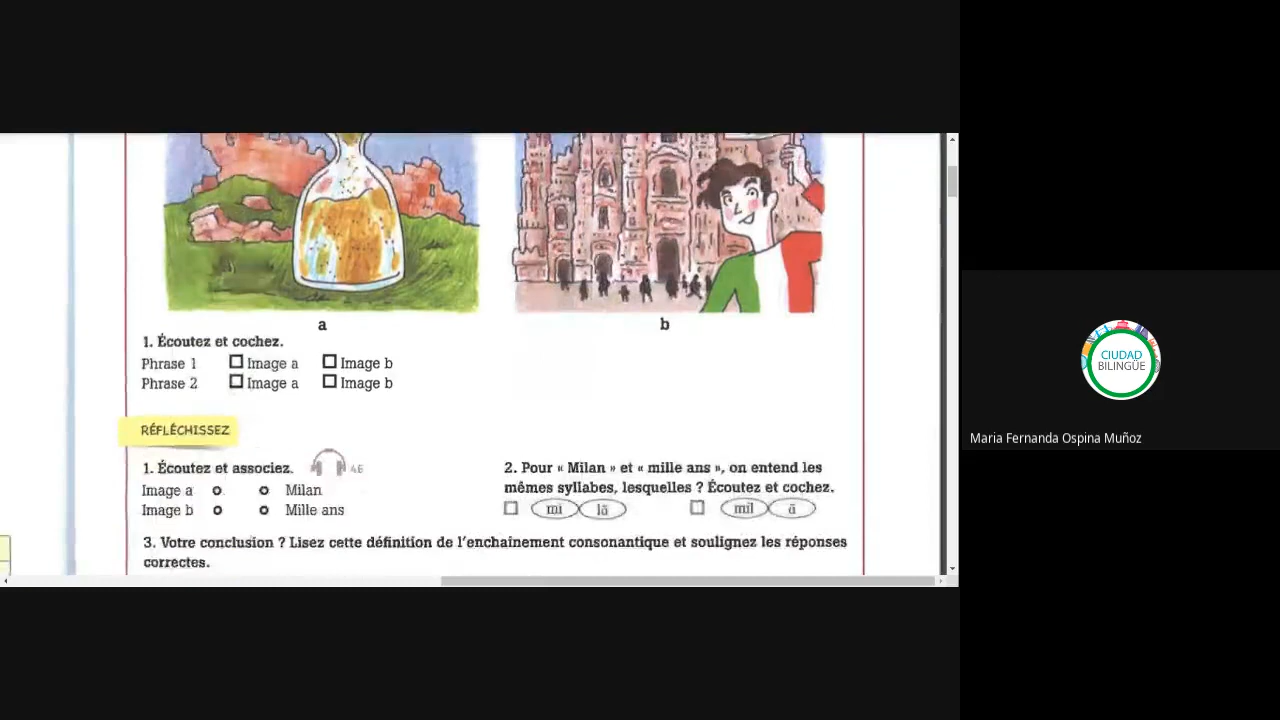 a
b
1. Écoutez et cochez.
Phrase 1 Image a Image b
Phrase 2 Image a Image b
RÉFLÉCHISSEZ
1. Écoutez et associez. 46
Image a Milan
Image b Mille ans
2. Pour « Milan » et « mille ans », on entend les
mêmes syllabes, lesquelles ? Écoutez et cochez.
mi lã mil ã
3. Votre conclusion ? Lisez cette définition de l'enchaînement consonantique et soulignez les réponses
correctes.
CIUDAD
BILINGÜE
Maria Fernanda Ospina Muñoz